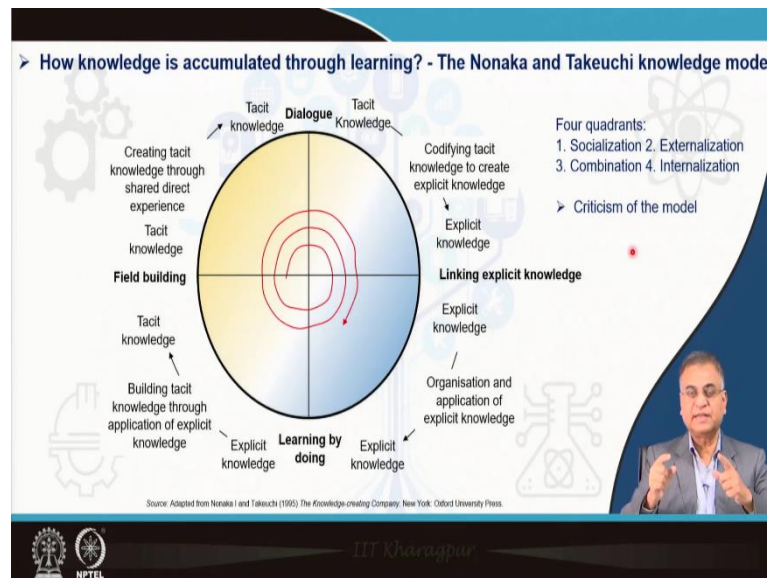 ➢ How knowledge is accumulated through learning? - The Nonaka and Takeuchi knowledge mode
Dialogue
Tacit
knowledge
Tacit
Knowledge
Creating tacit
knowledge through
shared direct
experience
Codifying tacit
knowledge to create
explicit knowledge
Tacit
knowledge
Explicit
knowledge
Field building
Linking explicit knowledge
Tacit
knowledge
Explicit
knowledge
Building tacit
knowledge through
application of explicit
knowledge
Organisation and
application of
explicit knowledge
Explicit
knowledge
Learning by
doing
Explicit
knowledge
Four quadrants:
1. Socialization 2. Externalization
3. Combination 4. Internalization
➢ Criticism of the model
Source: Adapted from Nonaka I and Takeuchi (1995) The Knowledge-creating Company. New York: Oxford University Press.
NPTEL
IIT Kharagpur